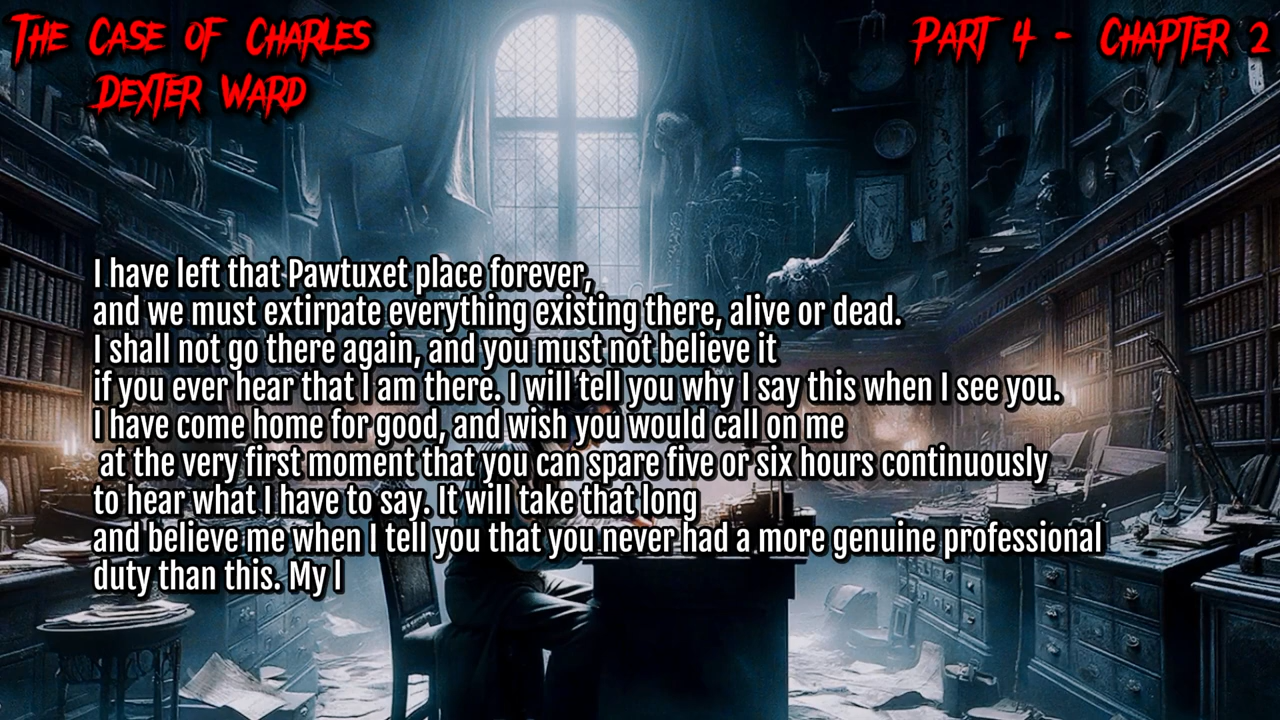 The Case of Charles
Dexter Ward
Part 4 - Chapter 2
I have left that Pawtuxet place forever,
and we must extirpate everything existing there, alive or dead.
I shall not go there again, and you must not believe it
if you ever hear that I am there. I will tell you why I say this when I see you.
I have come home for good, and wish you would call on me
at the very first moment that you can spare five or six hours continuously
to hear what I have to say. It will take that long
and believe me when I tell you that you never had a more genuine professional
duty than this. My l